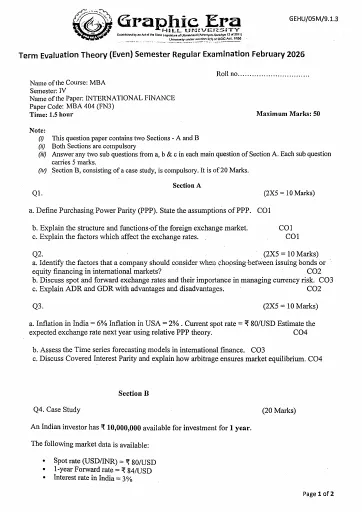 GEHU/05M/9.1.3
Graphic Era
HILL UNIVERSITY
Term Evaluation Theory (Even) Semester Regular Examination February 2026
Roll no..............................
Name of the Course: MBA
Semester: IV
Name of the Paper: INTERNATIONAL FINANCE
Paper Code: MBA 404 (FN3)
Time: 1.5 hour Maximum Marks: 50
Note:
(i) This question paper contains two Sections - A and B
(ii) Both Sections are compulsory
(iii) Answer any two sub questions from a, b & c in each main question of Section A. Each sub question
carries 5 marks.
(iv) Section B, consisting of a case study, is compulsory. It is of 20 Marks.
Section A
Q1. (2X5 = 10 Marks)
a. Define Purchasing Power Parity (PPP). State the assumptions of PPP. CO1
b. Explain the structure and functions of the foreign exchange market. CO1
c. Explain the factors which affect the exchange rates. CO1
Q2. (2X5 = 10 Marks)
a. Identify the factors that a company should consider when choosing between issuing bonds or
equity financing in international markets? CO2
b. Discuss spot and forward exchange rates and their importance in managing currency risk. CO3
c. Explain ADR and GDR with advantages and disadvantages. CO2
Q3. (2X5 = 10 Marks)
a. Inflation in India = 6% Inflation in USA = 2% . Current spot rate = ₹ 80/USD Estimate the
expected exchange rate next year using relative PPP theory. CO4
b. Assess the Time series forecasting models in international finance. CO3
c. Discuss Covered Interest Parity and explain how arbitrage ensures market equilibrium. CO4
Section B
Q4. Case Study (20 Marks)
An Indian investor has ₹ 10,000,000 available for investment for 1 year.
The following market data is available:
• Spot rate (USD/INR) = ₹ 80/USD
• 1-year Forward rate = ₹ 84/USD
• Interest rate in India = 3%
Page 1 of 2